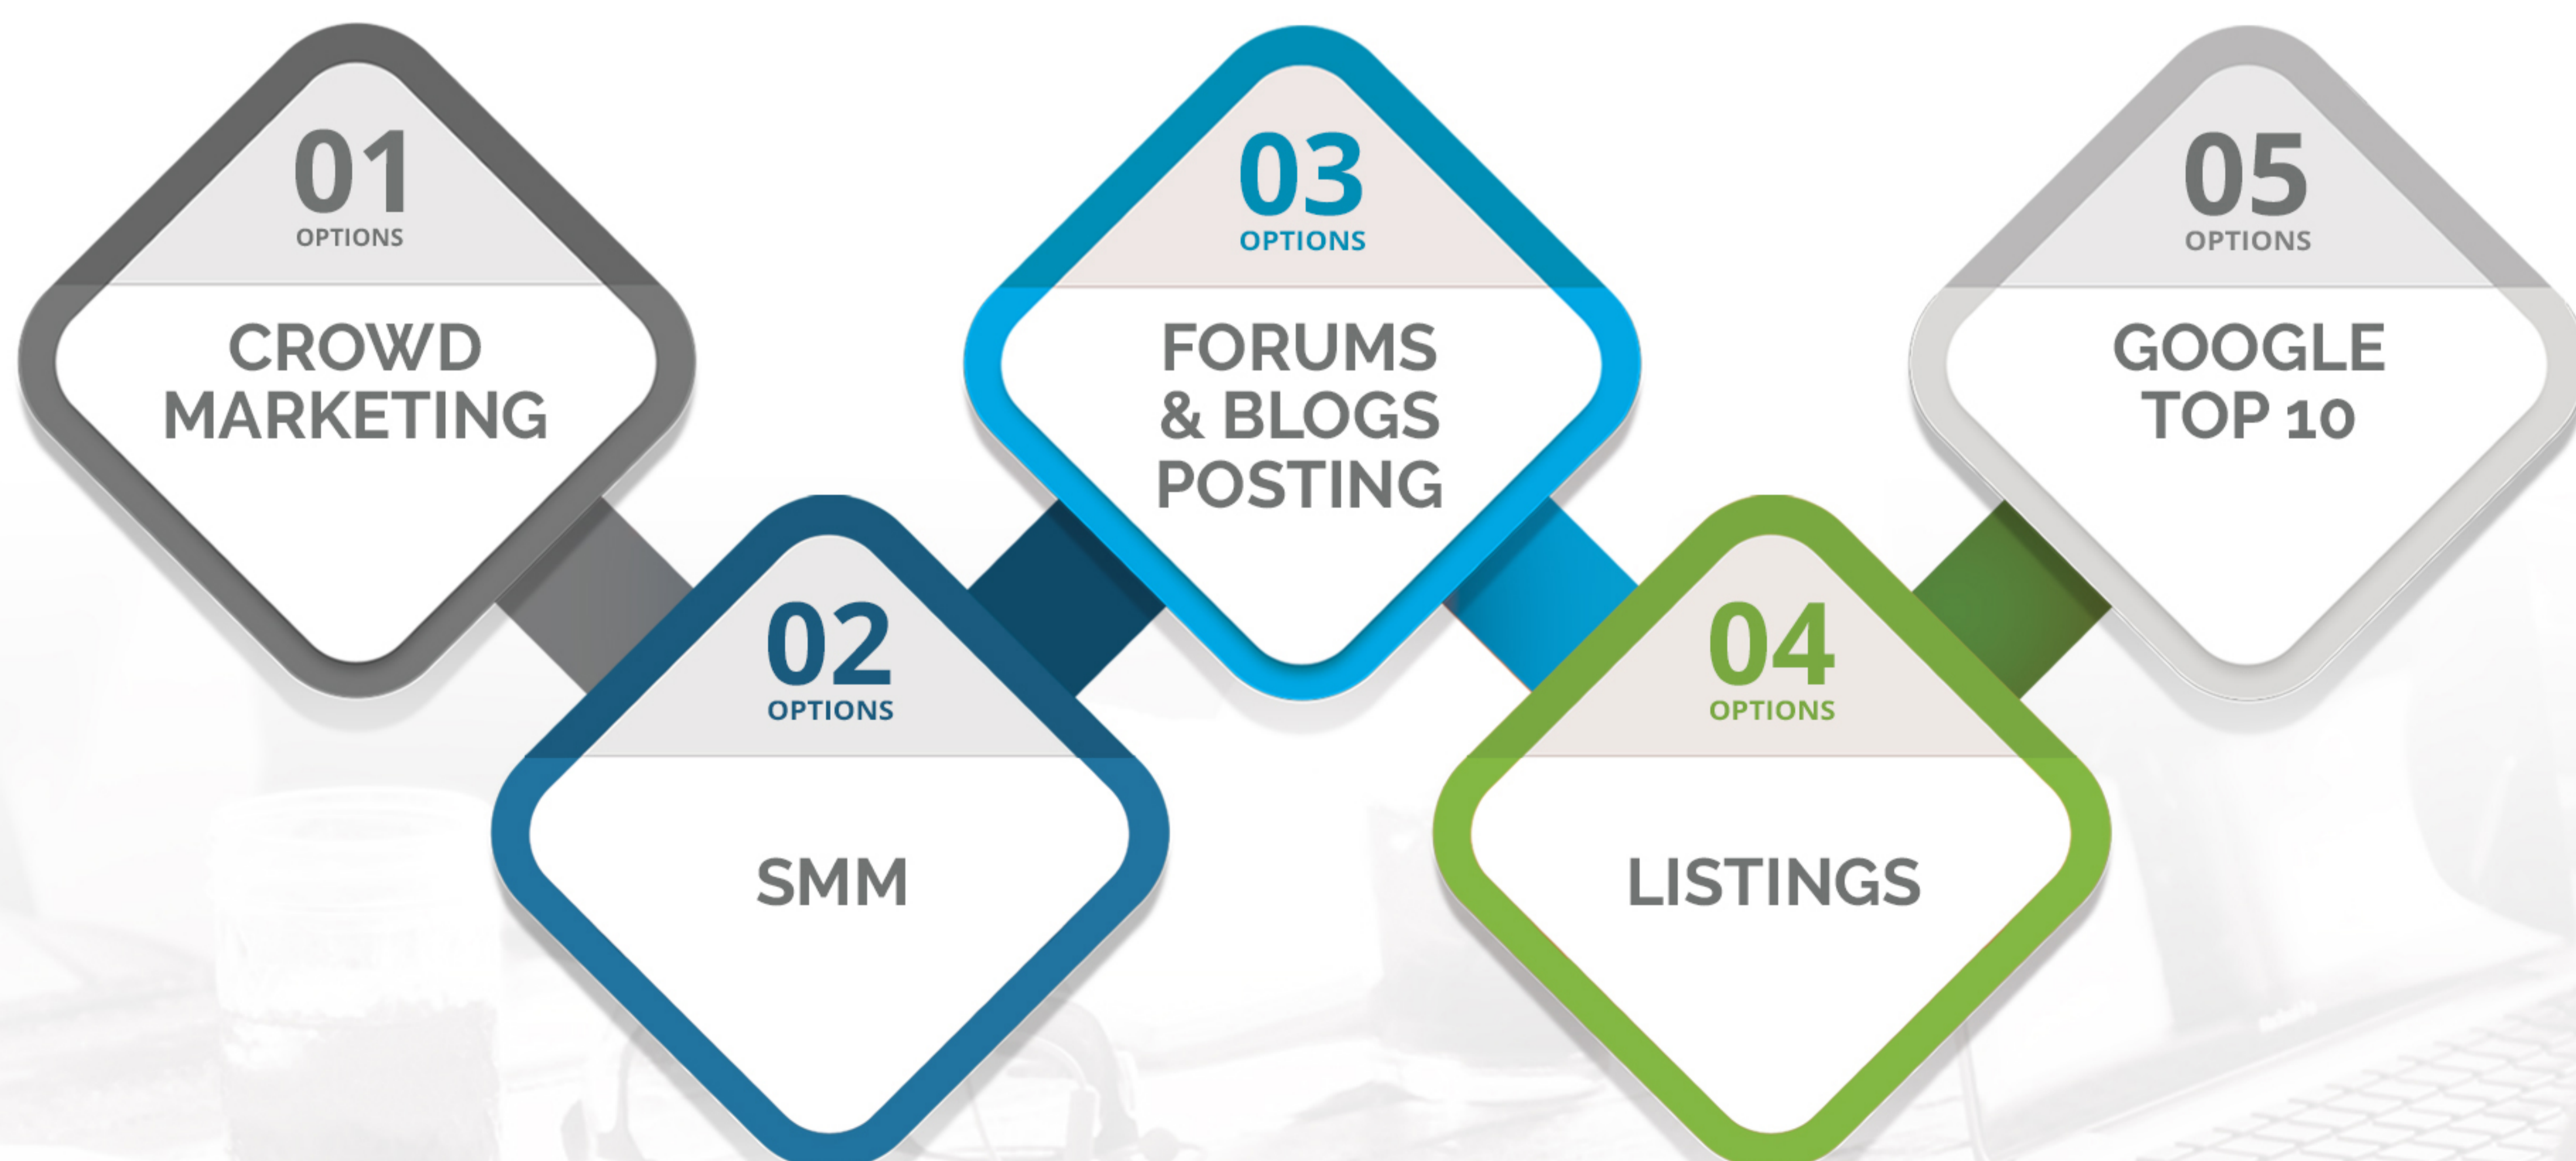 01
OPTIONS
CROWD
MARKETING
02
OPTIONS
SMM
03
OPTIONS
FORUMS
& BLOGS
POSTING
04
OPTIONS
LISTINGS
05
OPTIONS
GOOGLE
TOP 10